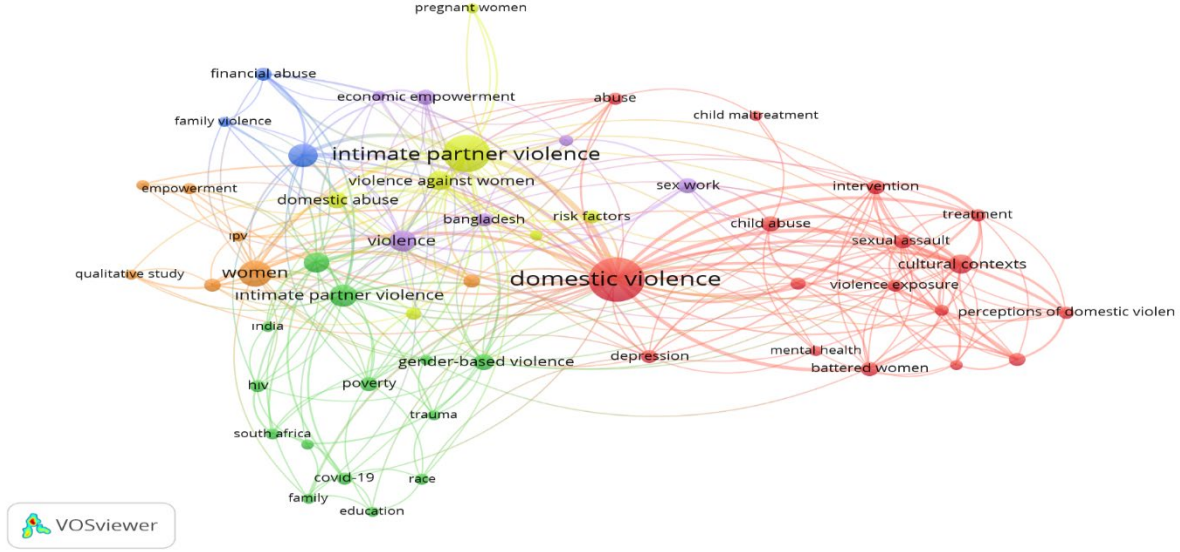 pregnant women
financial abuse
economic empowerment
abuse
child maltreatment
family violence
intimate partner violence
violence against women
empowerment
domestic abuse
sex work
intervention
bangladesh
risk factors
child abuse
treatment
ipv
violence
sexual assault
qualitative study
women
domestic violence
cultural contexts
intimate partner violence
violence exposure
india
perceptions of domestic violen
gender-based violence
depression
mental health
battered women
hiv
poverty
trauma
south africa
covid-19
race
family
education
VOSviewer